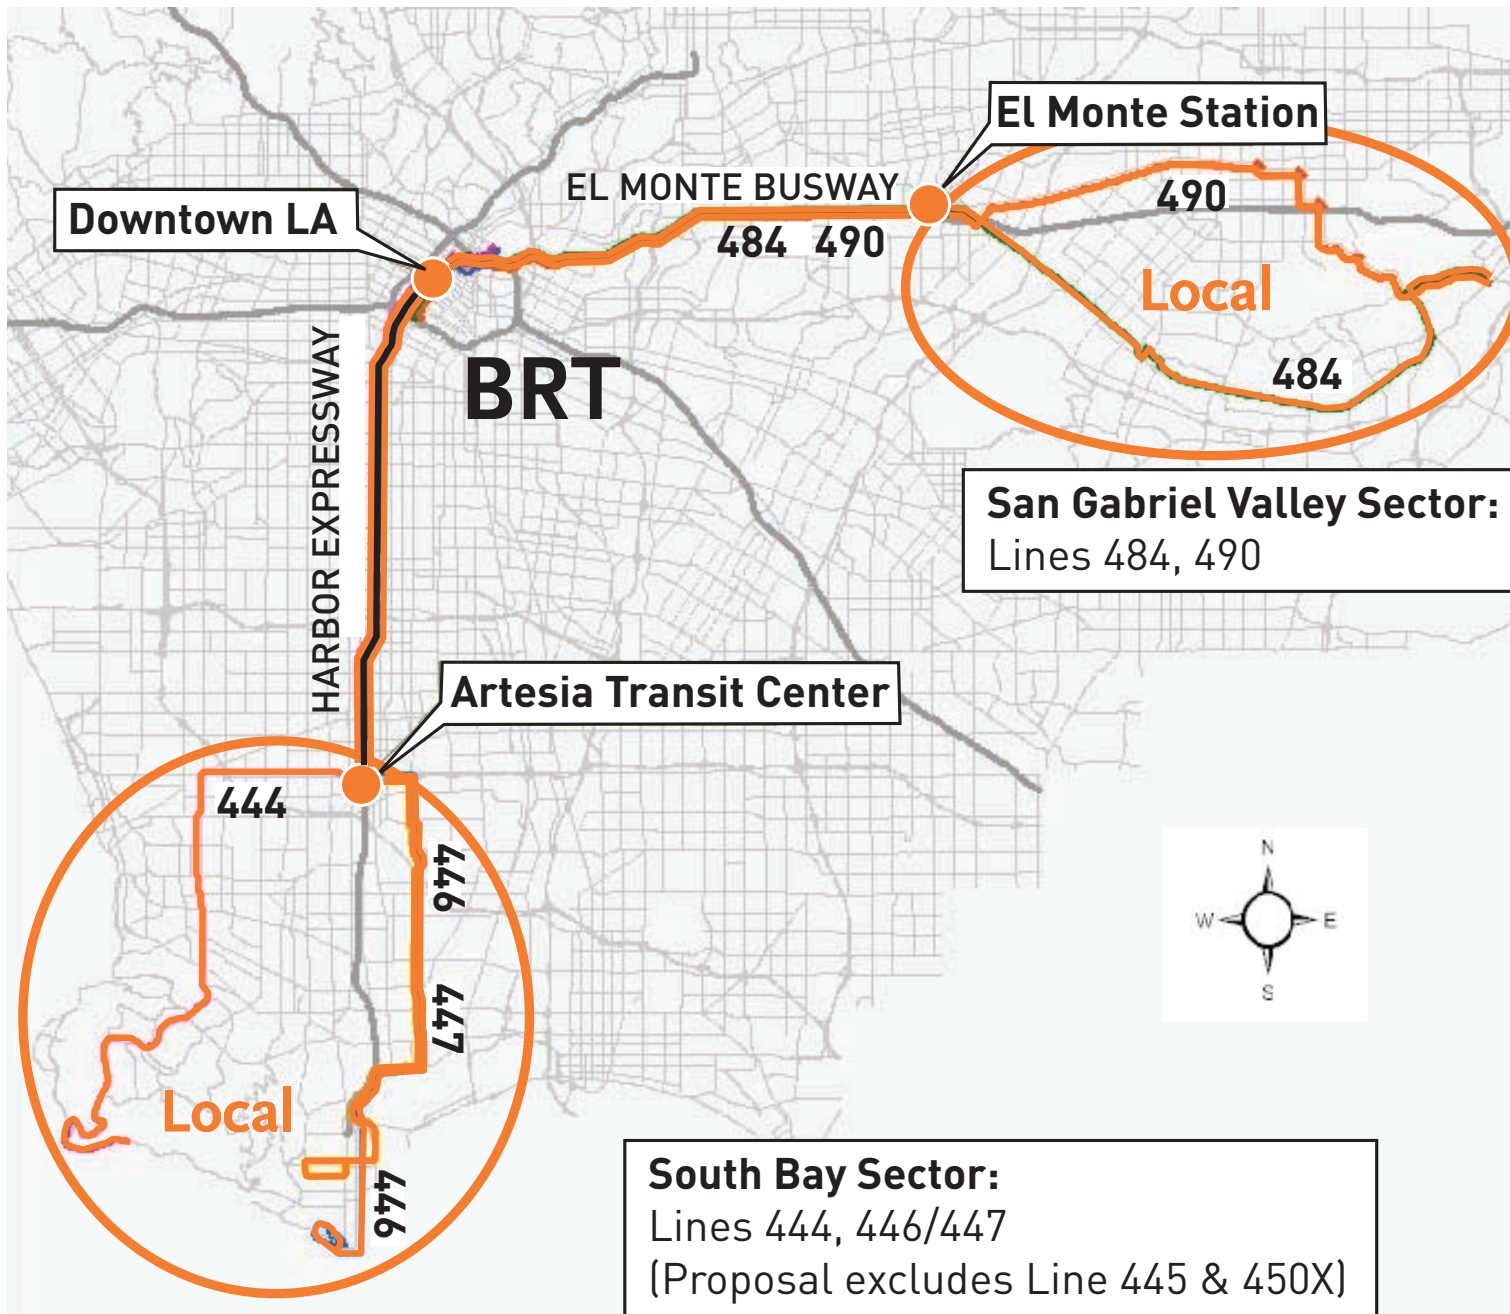 El Monte Station
EL MONTE BUSWAY
490
Downtown LA
484 490
Local
HARBOR EXPRESSWAY
BRT
484
San Gabriel Valley Sector:
Lines 484, 490
Artesia Transit Center
444
446
N
W E
S
447
Local
446
South Bay Sector:
Lines 444, 446/447
(Proposal excludes Line 445 & 450X)